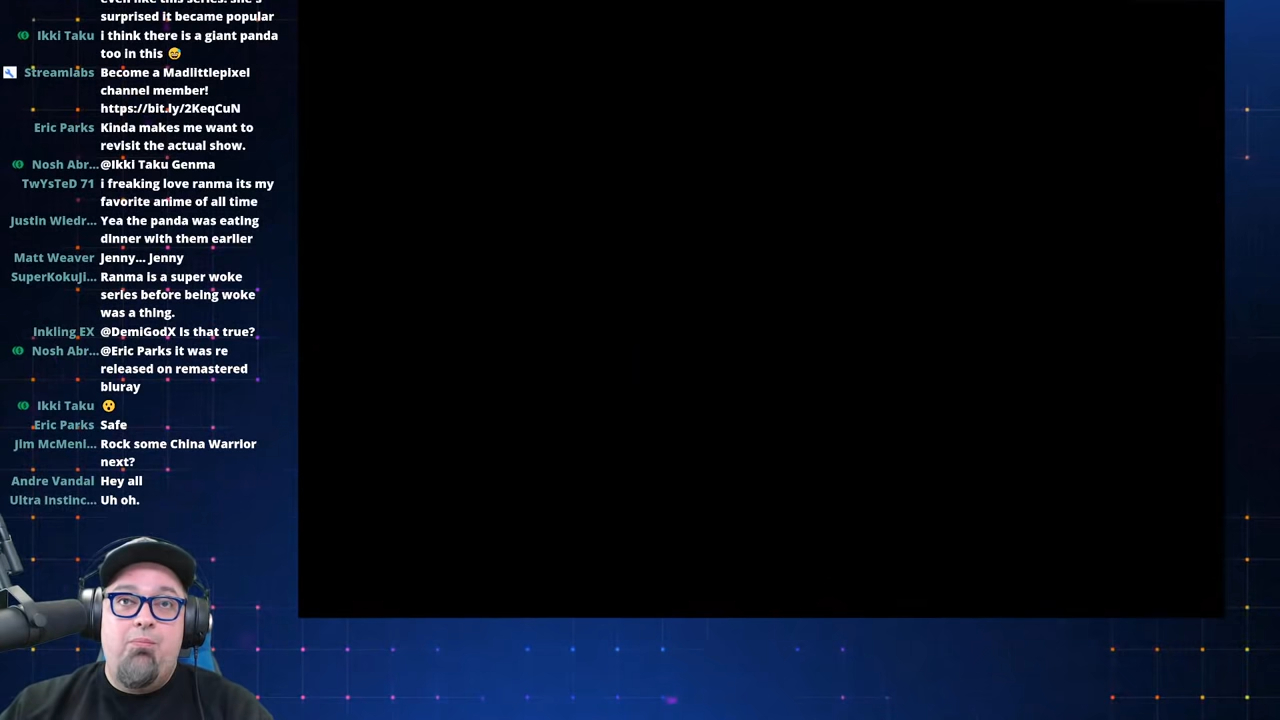 even like this series. she's
surprised it became popular
Ikki Taku i think there is a giant panda
too in this 😅
Streamlabs Become a Madlittlepixel
channel member!
https://bit.ly/2KeqCuN
Eric Parks Kinda makes me want to
revisit the actual show.
Nosh Abr... @Ikki Taku Genma
TwYsTeD 71 i freaking love ranma its my
favorite anime of all time
Justin Wiedr... Yea the panda was eating
dinner with them earlier
Matt Weaver Jenny... Jenny
SuperKokuJi... Ranma is a super woke
series before being woke
was a thing.
Inkling EX @DemiGodX Is that true?
Nosh Abr... @Eric Parks it was re
released on remastered
bluray
Ikki Taku 😮
Eric Parks Safe
Jim McMeni... Rock some China Warrior
next?
Andre Vandal Hey all
Ultra Instinc... Uh oh.